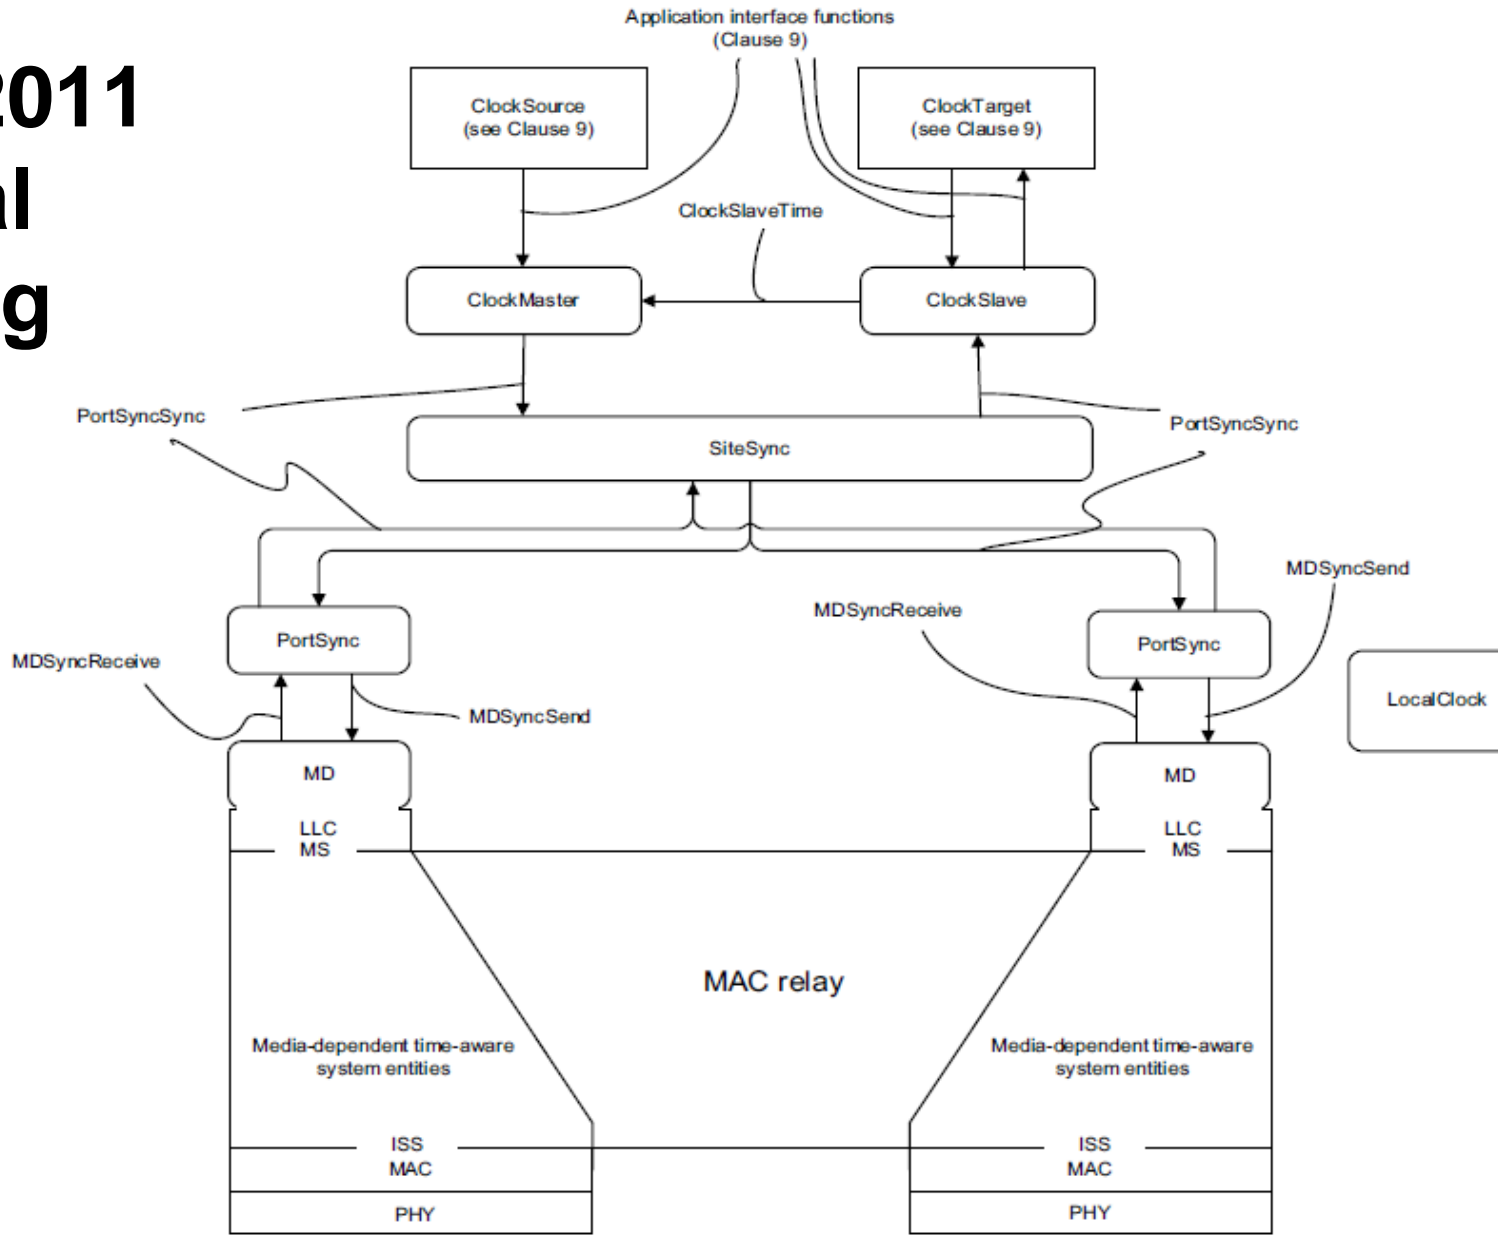 Application interface functions
(Clause 9)
2011
al
g
ClockSource
(see Clause 9)
ClockTarget
(see Clause 9)
ClockSlaveTime
ClockMaster
ClockSlave
PortSyncSync
PortSyncSync
SiteSync
MDSyncSend
MDSyncReceive
PortSync
PortSync
MDSyncReceive
MDSyncSend
LocalClock
MD
MD
LLC
MS
LLC
MS
MAC relay
Media-dependent time-aware
system entities
Media-dependent time-aware
system entities
ISS
MAC
ISS
MAC
PHY
PHY